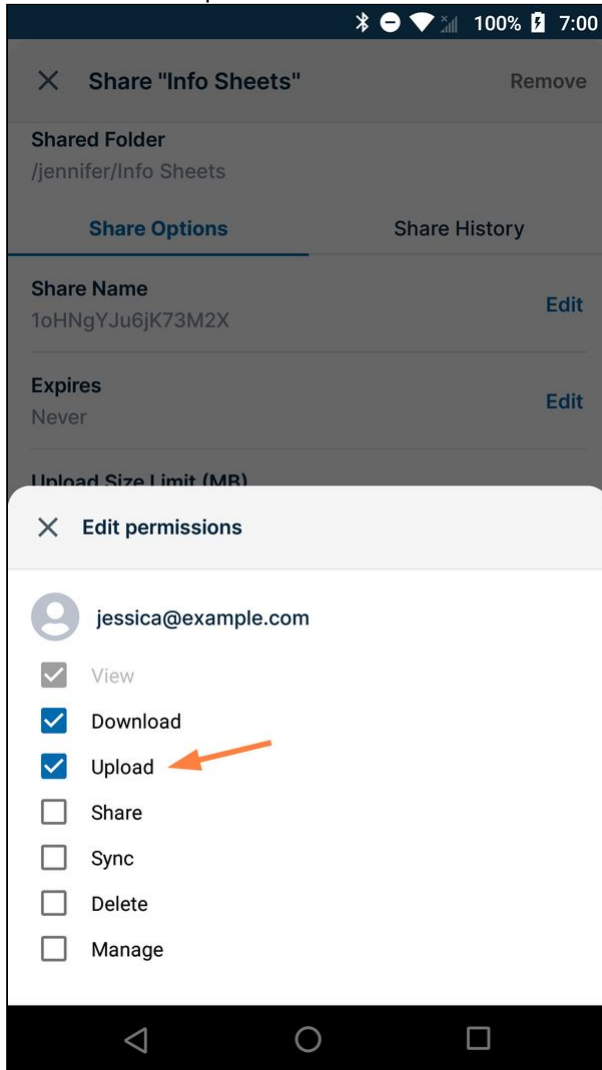 100% 7:00
Share "Info Sheets" Remove
Shared Folder
/jennifer/Info Sheets
Share Options Share History
Share Name
1oHNgYJu6jK73M2X
Edit
Expires
Never
Edit
Upload Size Limit (MB)
Edit permissions
jessica@example.com
View
Download
Upload
Share
Sync
Delete
Manage